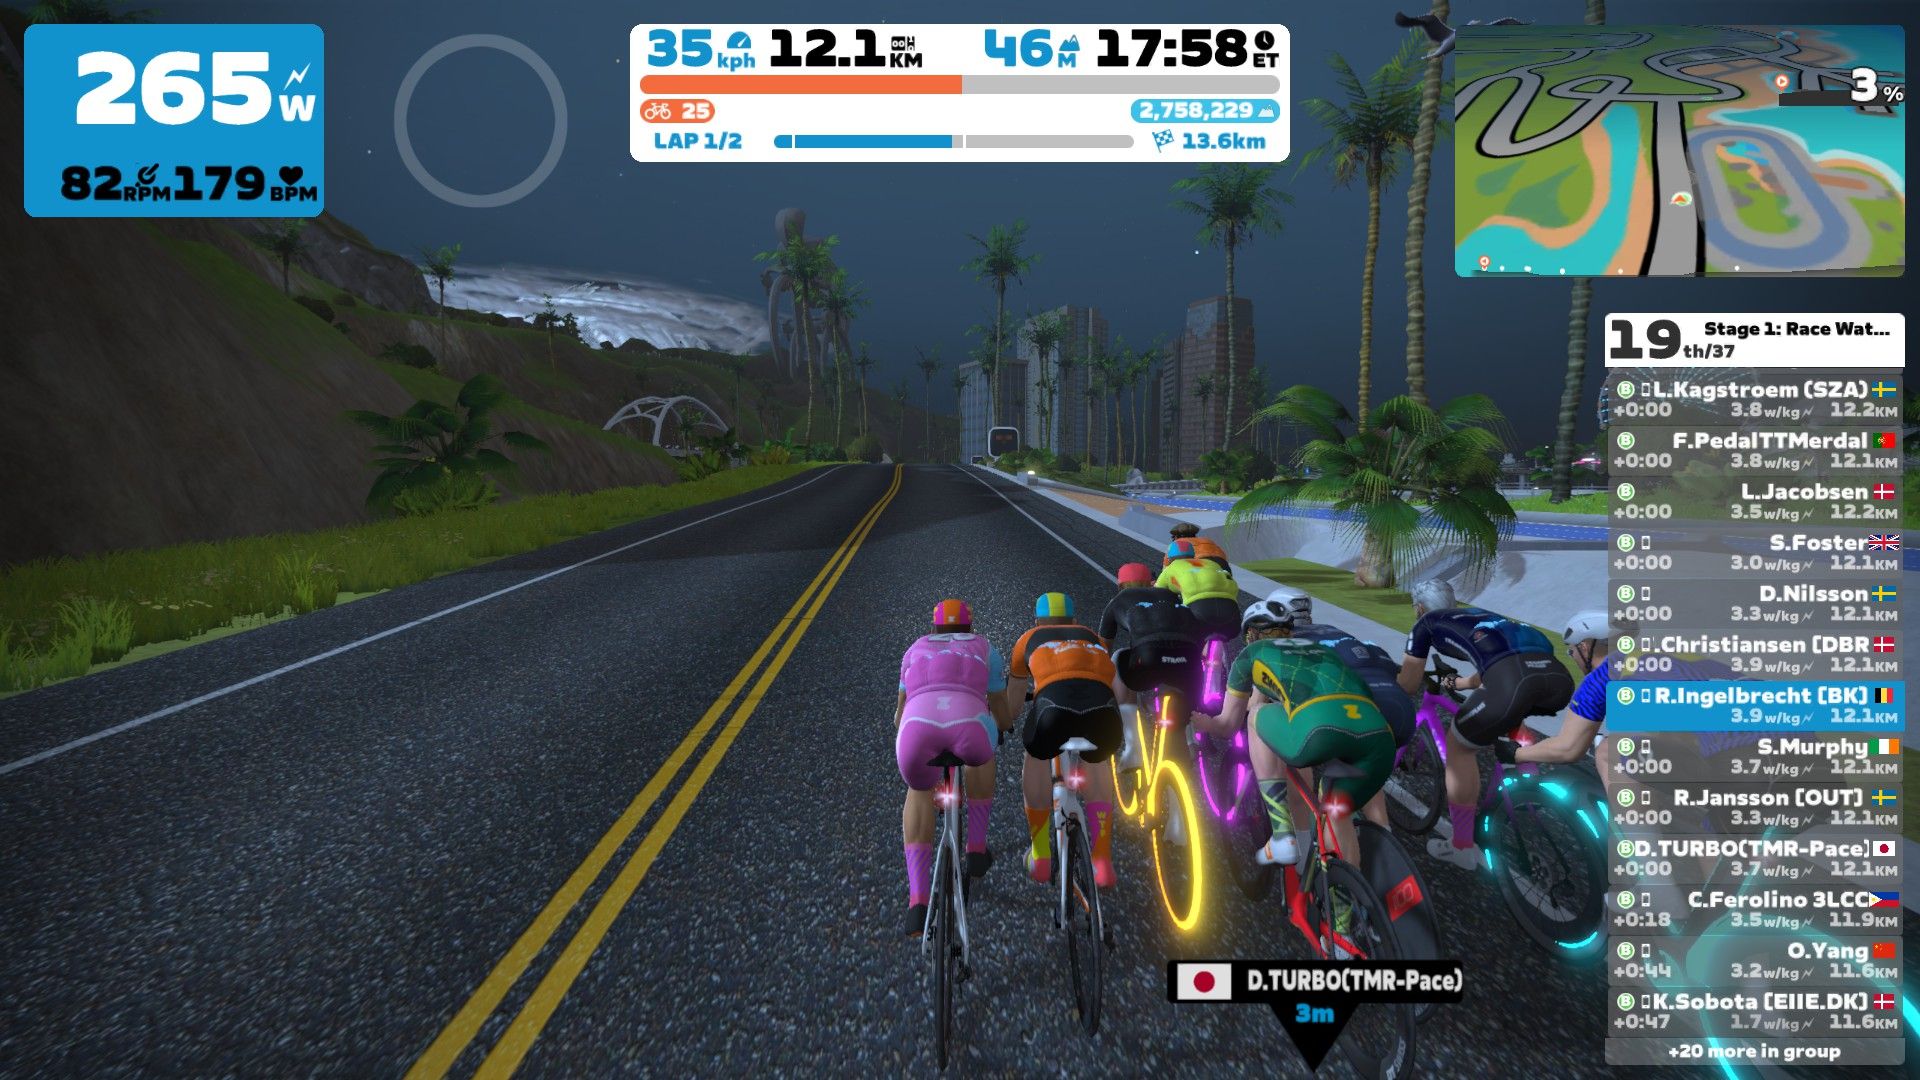 265W
82RPM 179BPM
35kph 12.1KM 46M 17:58ET
25 2,758,229
LAP 1/2 13.6km
3%
19th/37 Stage 1: Race Wat...
B L.Kagstroem (SZA)
+0:00 3.8w/kg 12.2KM
B F.PedalTTMerdal
+0:00 3.8w/kg 12.1KM
B L.Jacobsen
+0:00 3.5w/kg 12.2KM
B S.Foster
+0:00 3.0w/kg 12.1KM
B D.Nilsson
+0:00 3.3w/kg 12.1KM
B .Christiansen [DBR
+0:00 3.9w/kg 12.1KM
B R.Ingelbrecht [BK]
3.9w/kg 12.1KM
B S.Murphy
+0:00 3.7w/kg 12.1KM
B R.Jansson [OUT]
+0:00 3.3w/kg 12.1KM
B D.TURBO(TMR-Pace)
+0:00 3.7w/kg 12.1KM
B C.Ferolino 3LCC
+0:18 3.5w/kg 11.9KM
B O.Yang
+0:44 3.2w/kg 11.6KM
B K.Sobota [EIIE.DK]
+0:47 1.7w/kg 11.6KM
+20 more in group
STRAVA
D.TURBO(TMR-Pace)
3m